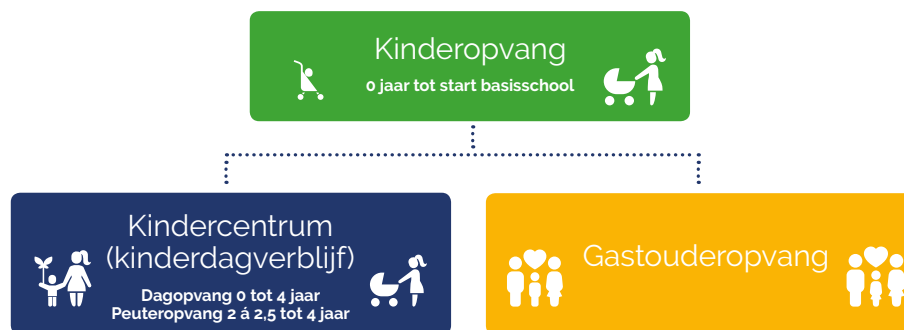 Kinderopvang
0 jaar tot start basisschool
Kindercentrum
(kinderdagverblijf)
Dagopvang 0 tot 4 jaar
Peuteropvang 2 á 2,5 tot 4 jaar
Gastouderopvang